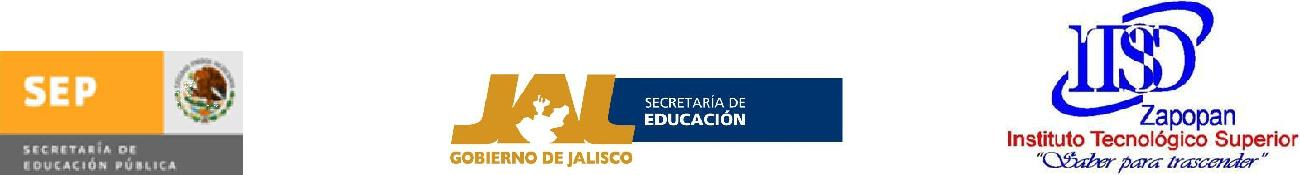 SEP
SECRETARÍA DE
EDUCACIÓN PÚBLICA
JAL
SECRETARÍA DE
EDUCACIÓN
GOBIERNO DE JALISCO
ITSZ
Zapopan
Instituto Tecnológico Superior
"Saber para trascender"